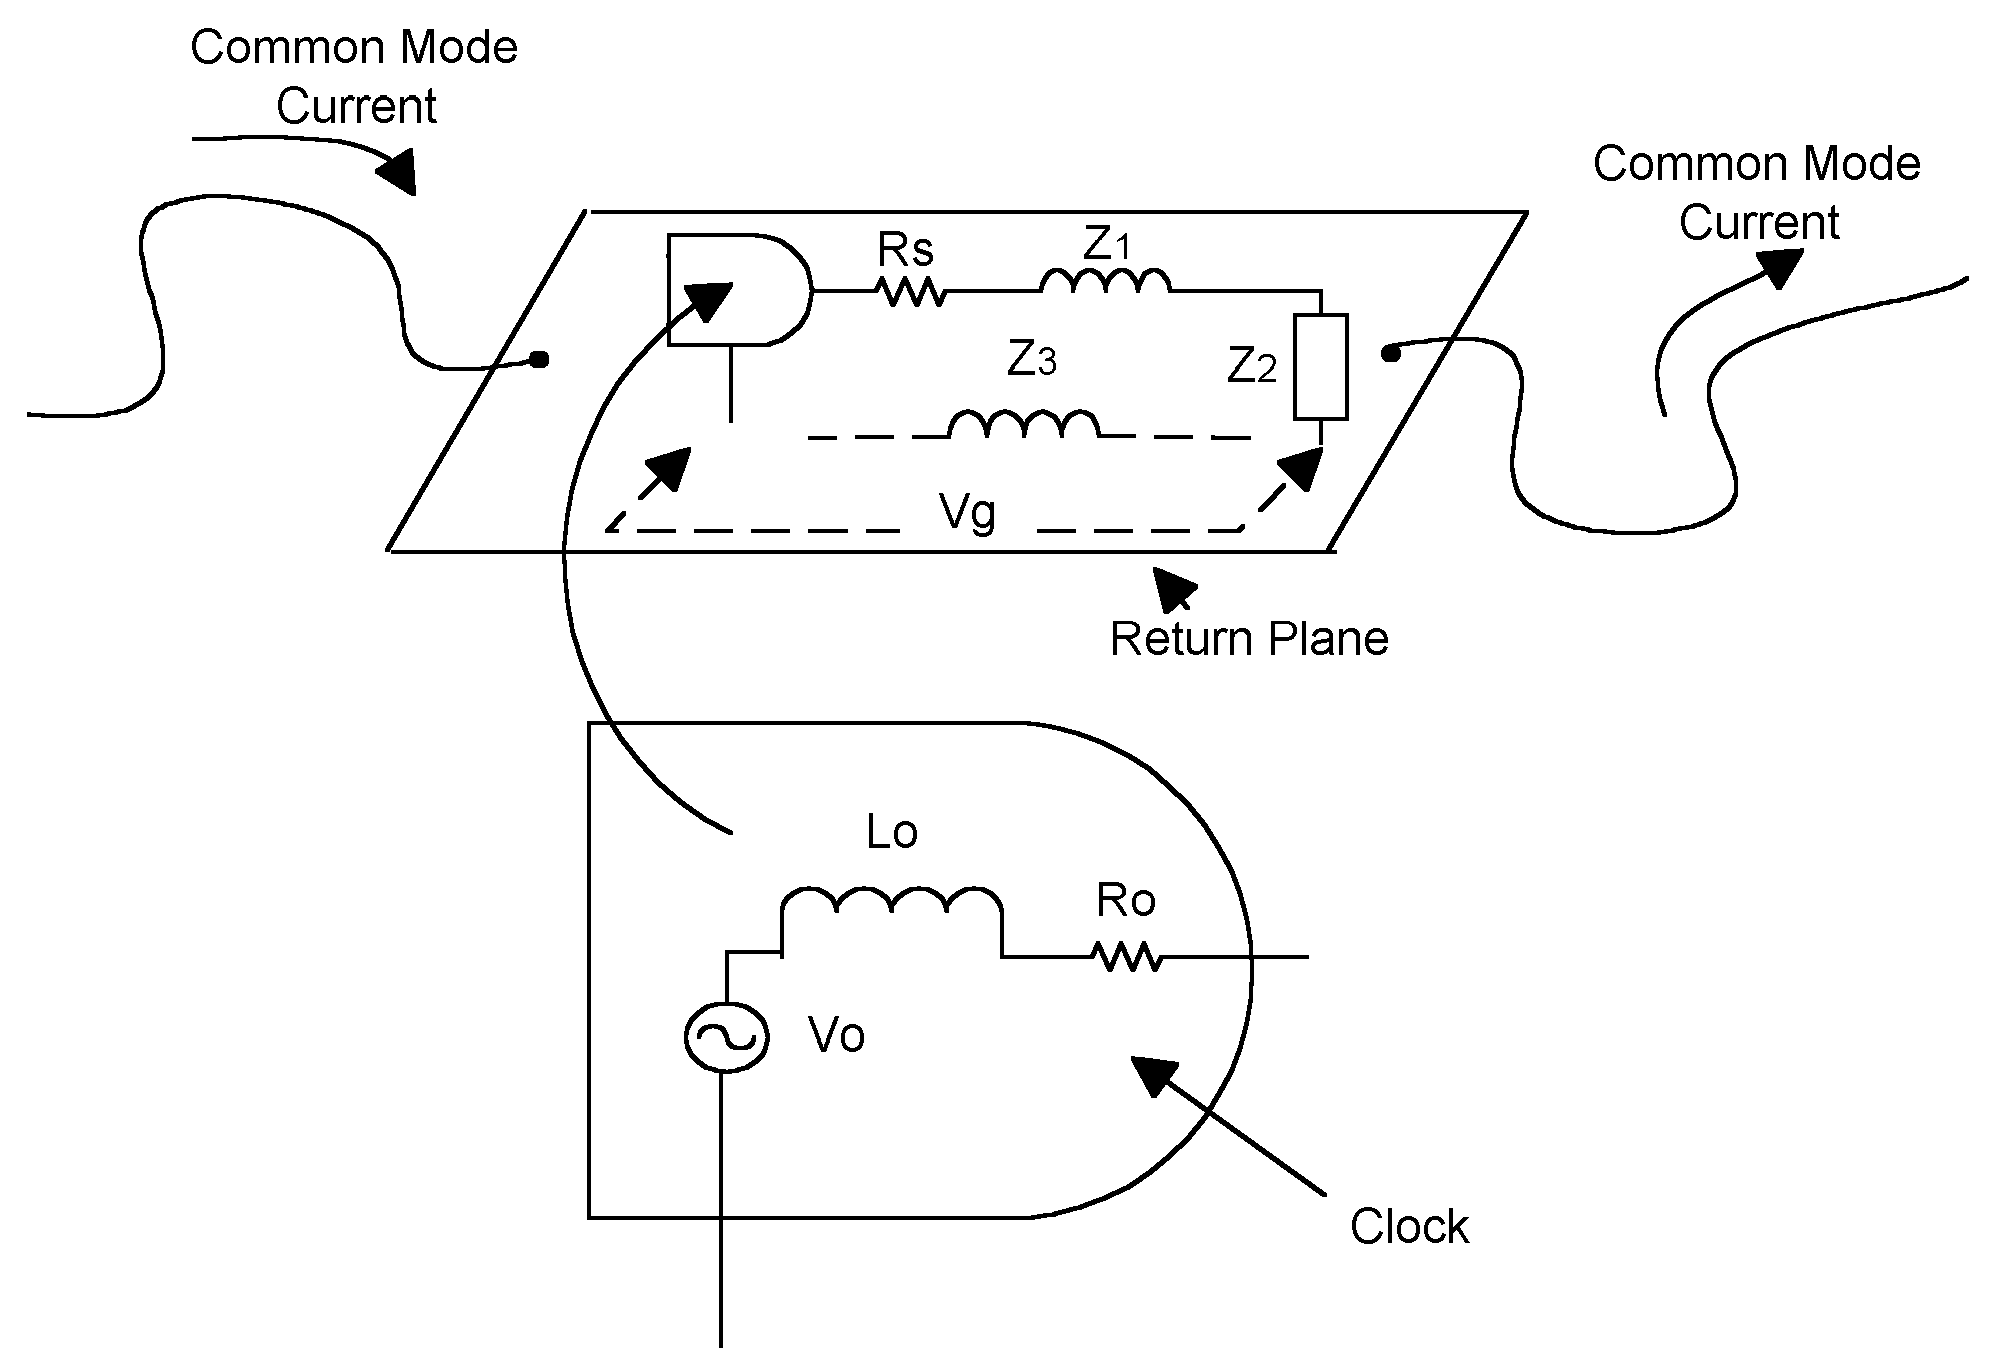 Common Mode
Current
Common Mode
Current
Rs
Z1
Z3
Z2
Vg
Return Plane
Lo
Ro
Vo
Clock